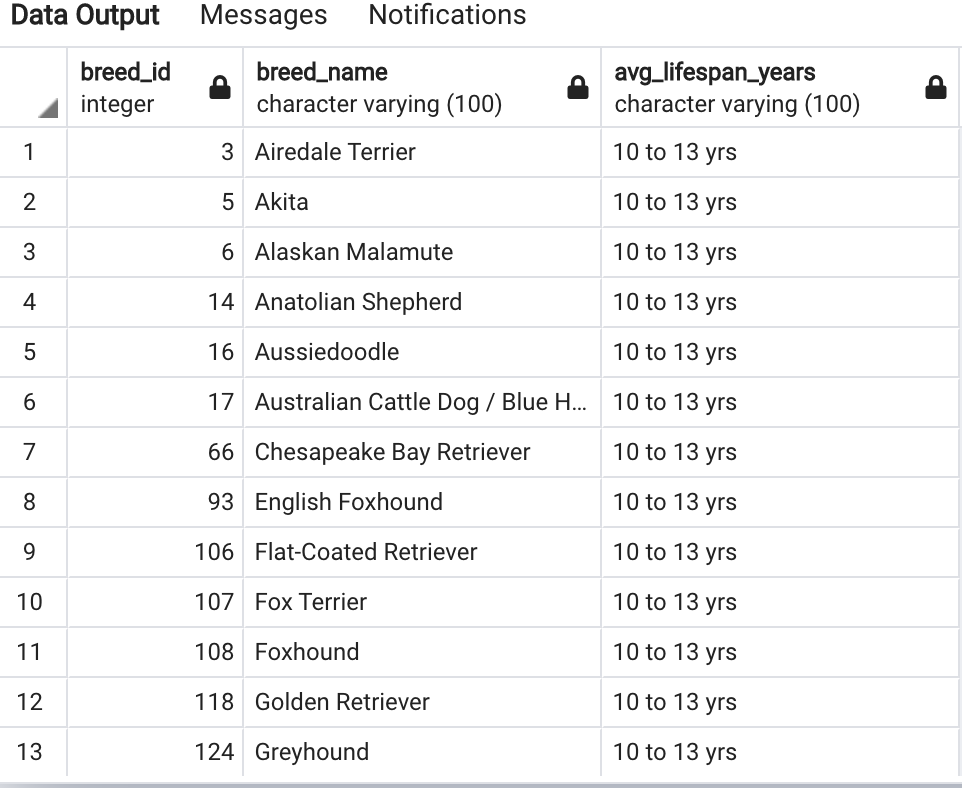 Data Output Messages Notifications
breed_id breed_name avg_lifespan_years
integer character varying (100) character varying (100)
1 3 Airedale Terrier 10 to 13 yrs
2 5 Akita 10 to 13 yrs
3 6 Alaskan Malamute 10 to 13 yrs
4 14 Anatolian Shepherd 10 to 13 yrs
5 16 Aussiedoodle 10 to 13 yrs
6 17 Australian Cattle Dog / Blue H... 10 to 13 yrs
7 66 Chesapeake Bay Retriever 10 to 13 yrs
8 93 English Foxhound 10 to 13 yrs
9 106 Flat-Coated Retriever 10 to 13 yrs
10 107 Fox Terrier 10 to 13 yrs
11 108 Foxhound 10 to 13 yrs
12 118 Golden Retriever 10 to 13 yrs
13 124 Greyhound 10 to 13 yrs